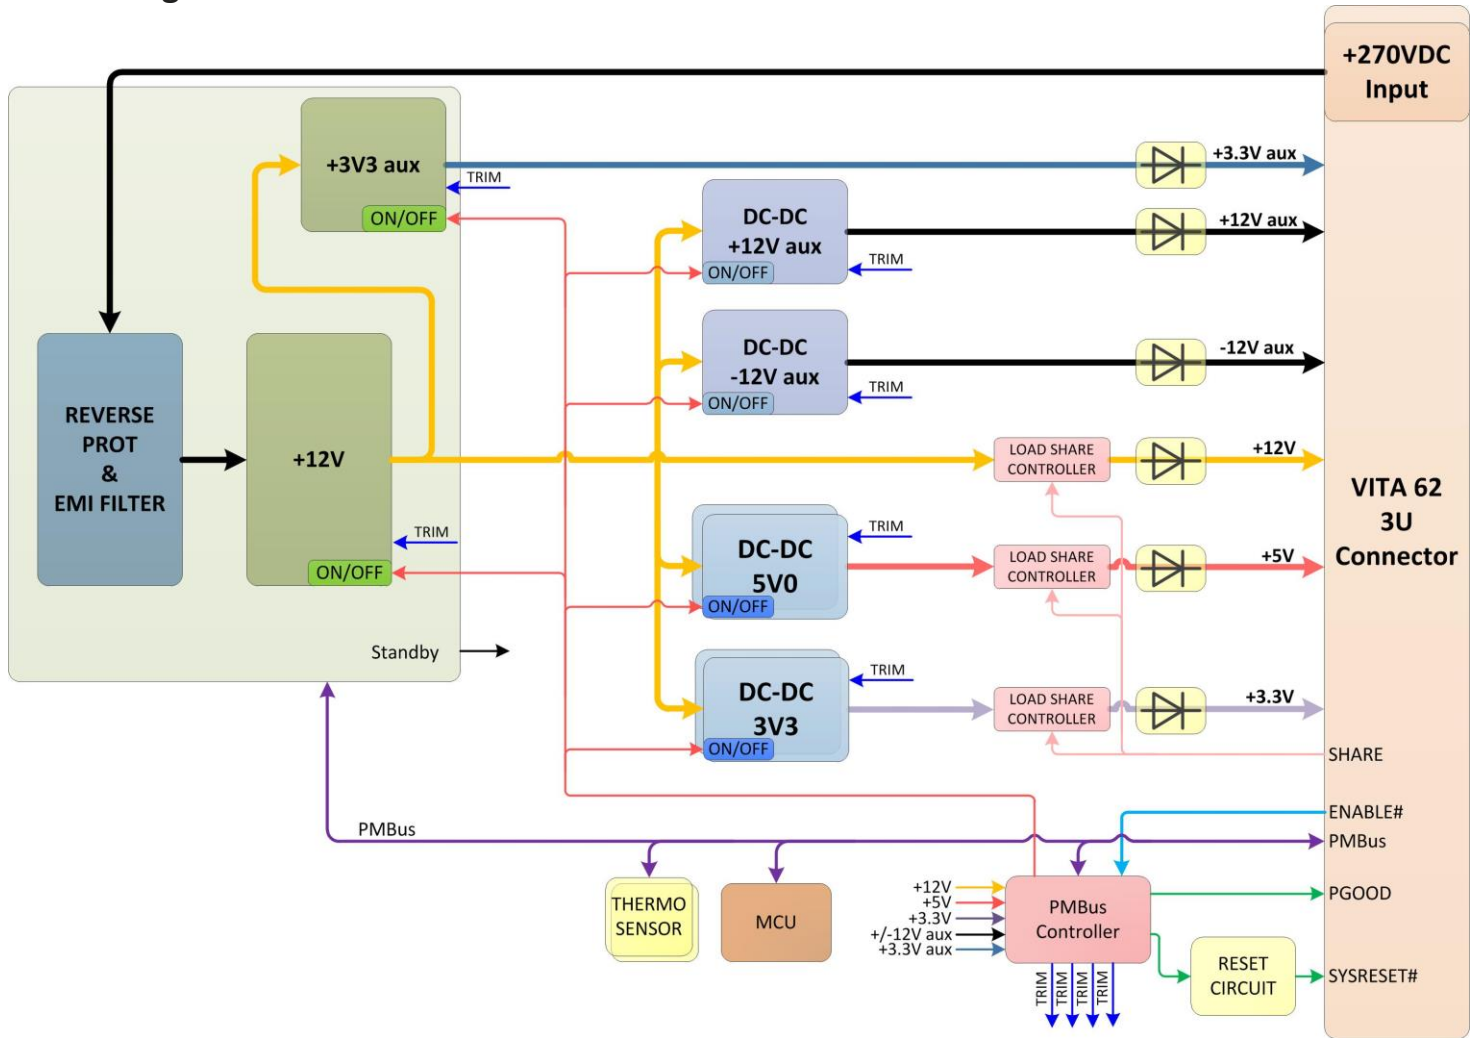 +270VDC
Input
+3V3 aux
TRIM
ON/OFF
+3.3V aux
DC-DC
+12V aux
ON/OFF
TRIM
+12V aux
DC-DC
-12V aux
ON/OFF
TRIM
-12V aux
REVERSE
PROT
&
EMI FILTER
+12V
TRIM
ON/OFF
LOAD SHARE
CONTROLLER
+12V
VITA 62
3U
Connector
DC-DC
5V0
ON/OFF
TRIM
LOAD SHARE
CONTROLLER
+5V
Standby
DC-DC
3V3
ON/OFF
TRIM
LOAD SHARE
CONTROLLER
+3.3V
SHARE
ENABLE#
PMBus
PMBus
THERMO
SENSOR
MCU
+12V
+5V
+3.3V
+/-12V aux
+3.3V aux
PMBus
Controller
PGOOD
TRIM
TRIM
TRIM
TRIM
RESET
CIRCUIT
SYSRESET#